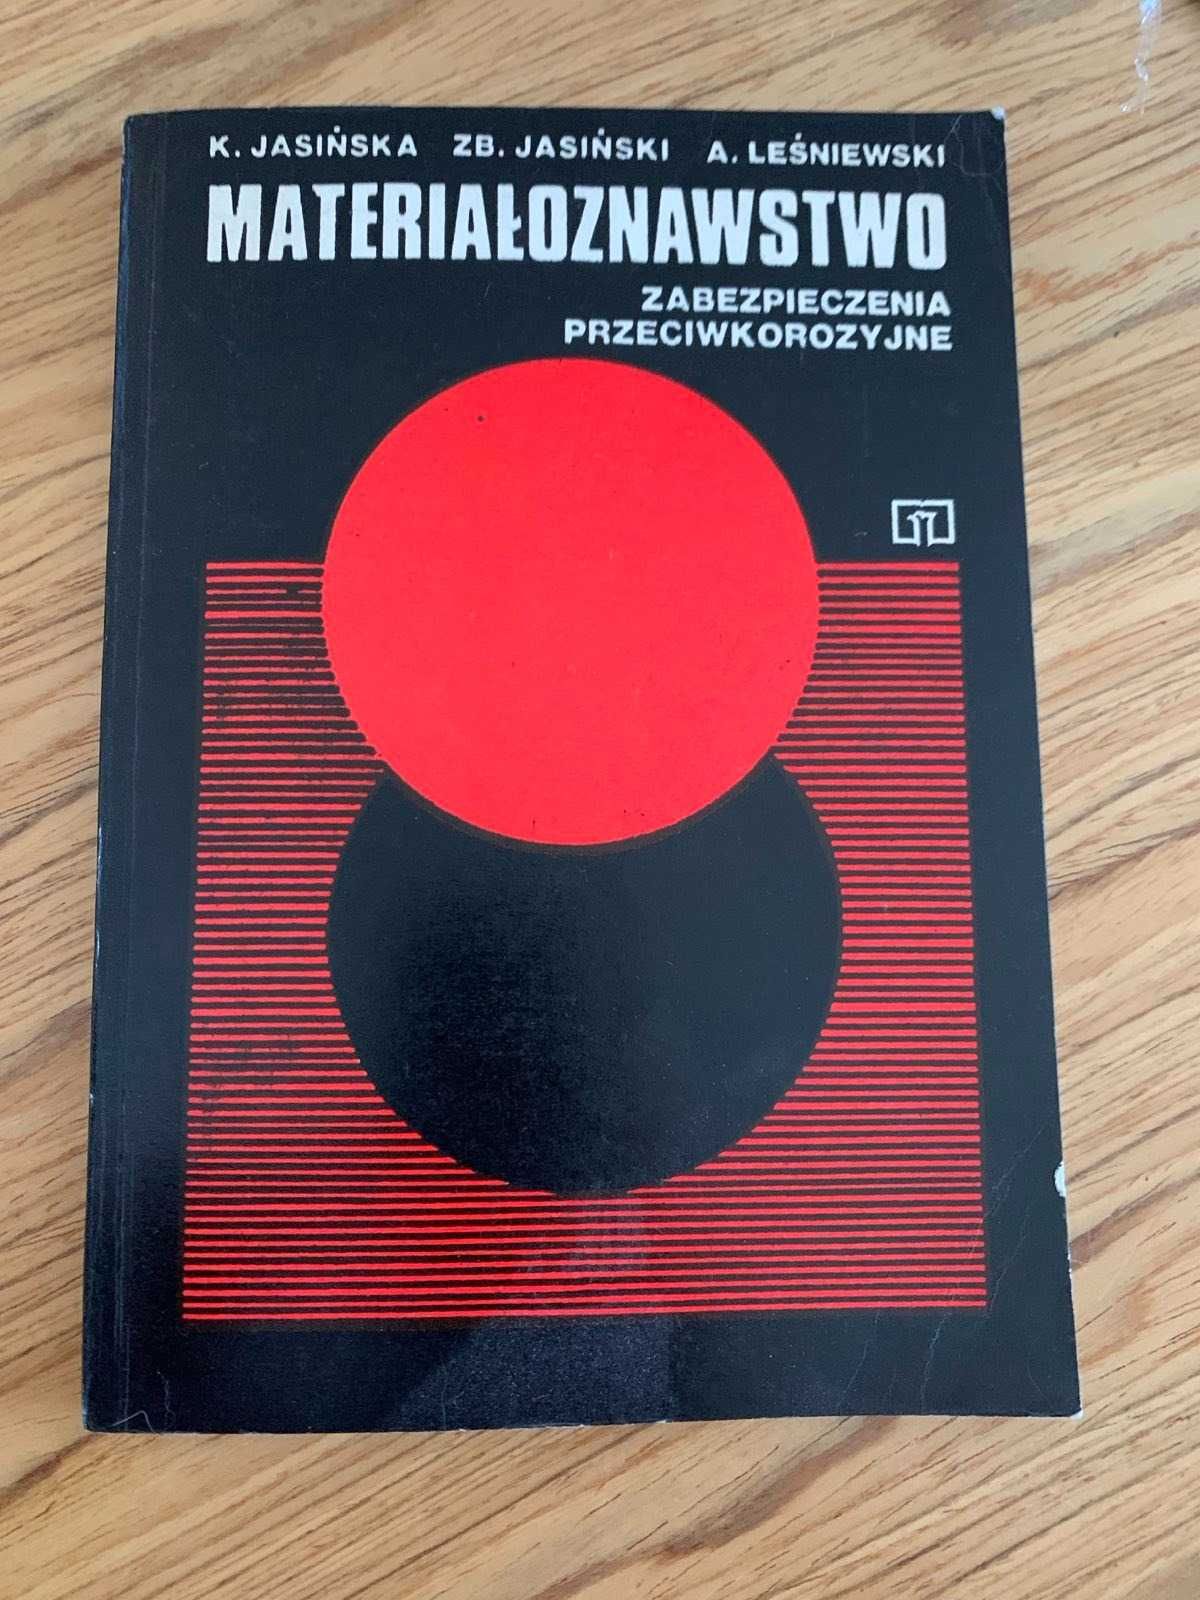 K. JASIŃSKA ZB. JASIŃSKI A. LEŚNIEWSKI
MATERIAŁOZNAWSTWO
ZABEZPIECZENIA
PRZECIWKOROZYJNE